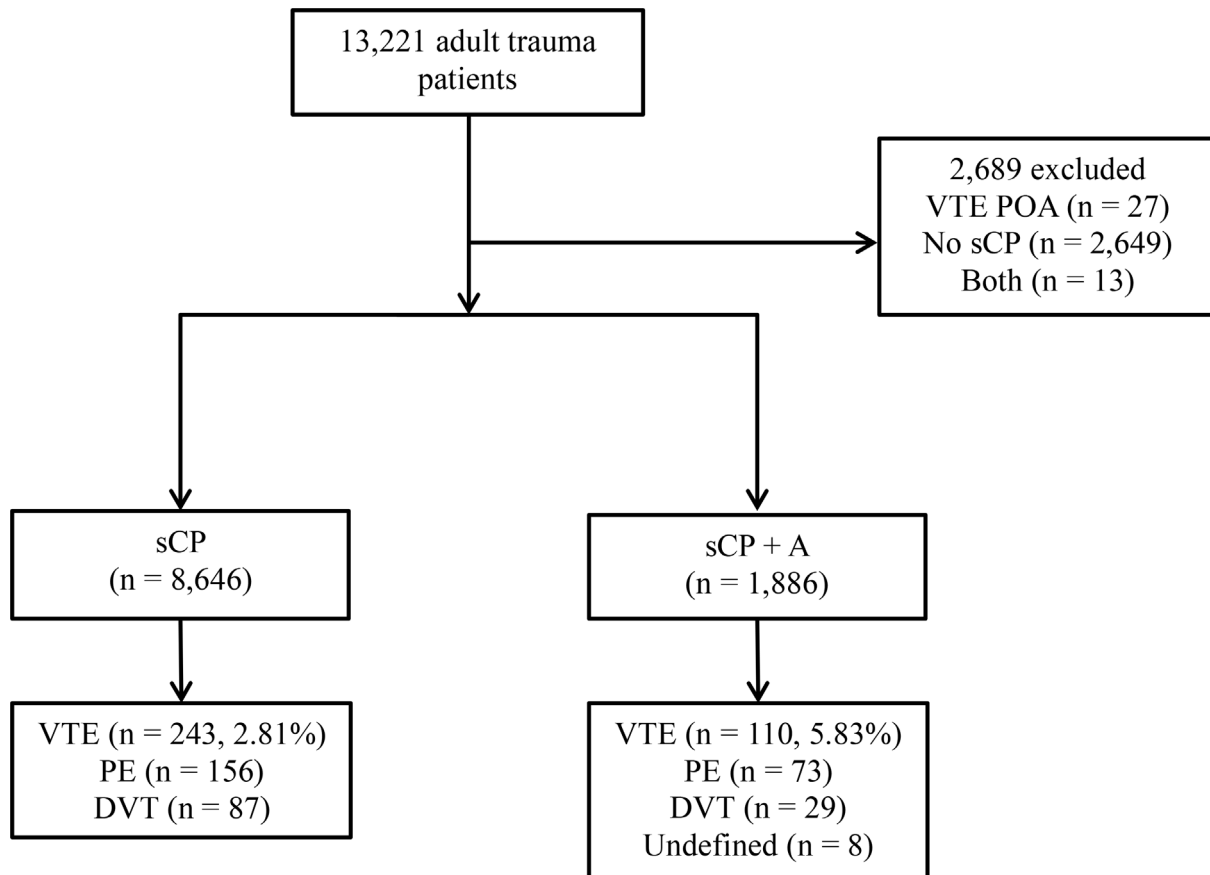 13,221 adult trauma
patients
2,689 excluded
VTE POA (n = 27)
No sCP (n = 2,649)
Both (n = 13)
sCP
(n = 8,646)
sCP + A
(n = 1,886)
VTE (n = 243, 2.81%)
PE (n = 156)
DVT (n = 87)
VTE (n = 110, 5.83%)
PE (n = 73)
DVT (n = 29)
Undefined (n = 8)